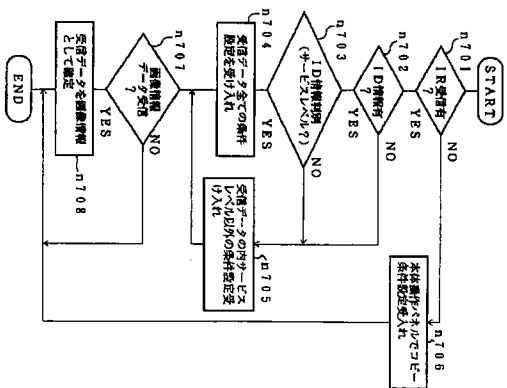 START
n701
IR受信有
?
NO
YES
n702
ID情報有
?
NO
YES
n703
ID情報判別
(サービスレベル?)
NO
YES
n704
受信データ全ての条件
設定を受け入れ
n705
受信データの内サービス
レベル以外の条件設定受
け入れ
n706
本体操作パネルでコピー
条件設定受入れ
n707
画像情報
データ受信
?
NO
YES
n708
受信データを画像情報
として確定
END